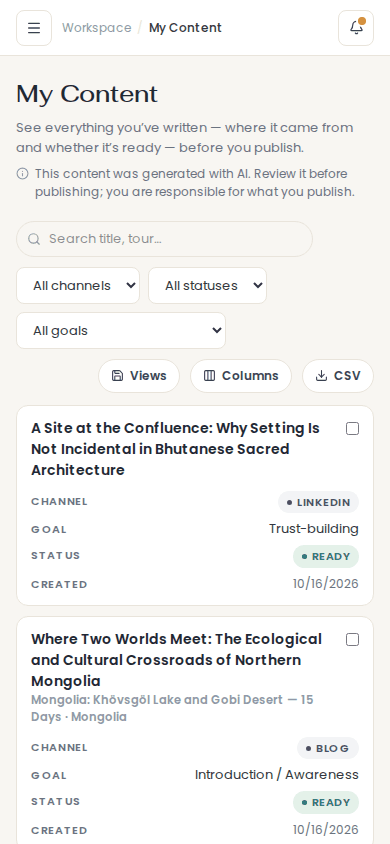 Workspace / My Content
My Content
See everything you've written — where it came from
and whether it's ready — before you publish.
This content was generated with AI. Review it before
publishing; you are responsible for what you publish.
Search title, tour…
All channels
All statuses
All goals
Views
Columns
CSV
A Site at the Confluence: Why Setting Is
Not Incidental in Bhutanese Sacred
Architecture
CHANNEL
LINKEDIN
GOAL
Trust-building
STATUS
READY
CREATED
10/16/2026
Where Two Worlds Meet: The Ecological
and Cultural Crossroads of Northern
Mongolia
Mongolia: Khövsgöl Lake and Gobi Desert — 15
Days · Mongolia
CHANNEL
BLOG
GOAL
Introduction / Awareness
STATUS
READY
CREATED
10/16/2026